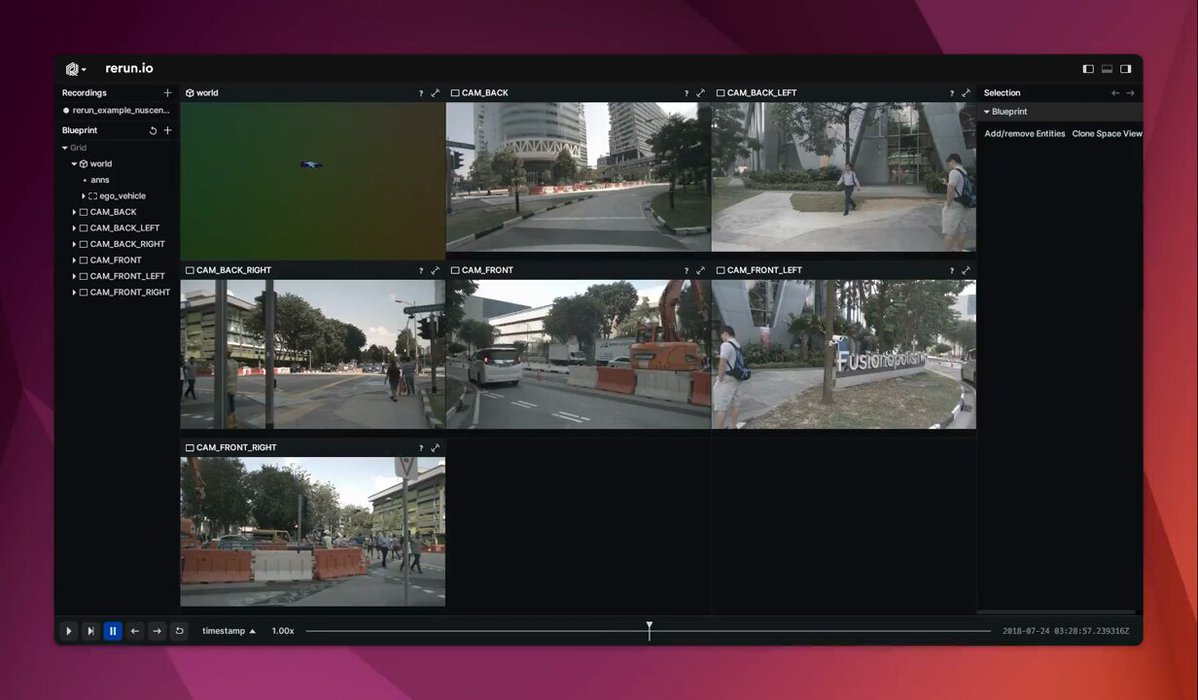 rerun.io
Recordings
rerun_example_nuscen...
Blueprint
Grid
world
anns
ego_vehicle
CAM_BACK
CAM_BACK_LEFT
CAM_BACK_RIGHT
CAM_FRONT
CAM_FRONT_LEFT
CAM_FRONT_RIGHT
world ?
CAM_BACK ?
CAM_BACK_LEFT ?
CAM_BACK_RIGHT ?
CAM_FRONT ?
CAM_FRONT_LEFT ?
Fusionopolis
CAM_FRONT_RIGHT ?
Selection
Blueprint
Add/remove Entities Clone Space View
timestamp 1.00x 2018-07-24 03:28:57.239316Z